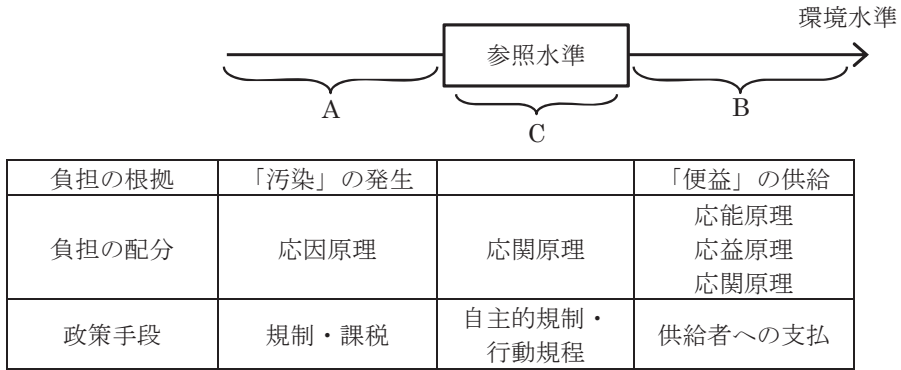 環境水準
参照水準
A
B
C
負担の根拠
「汚染」の発生
「便益」の供給
負担の配分
応因原理
応関原理
応能原理
応益原理
応関原理
政策手段
規制・課税
自主的規制・
行動規程
供給者への支払